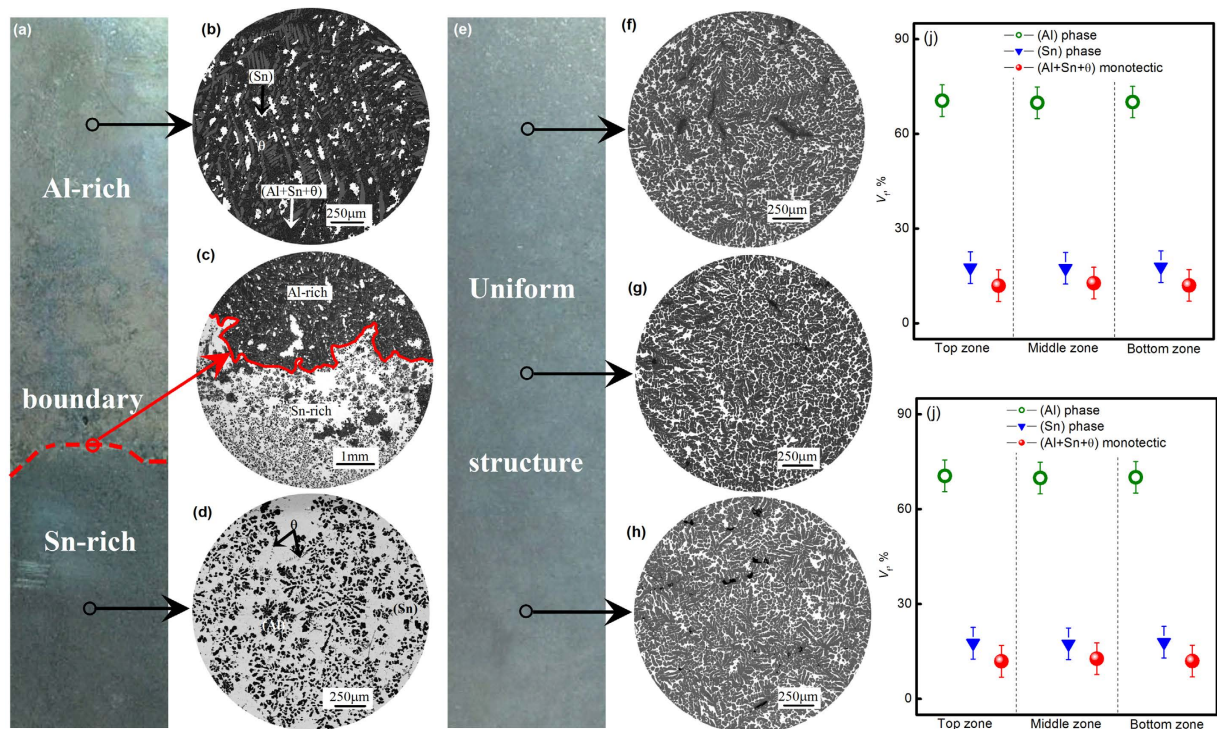 (a)
Al-rich
boundary
Sn-rich
(b)
(Sn)
θ
(Al+Sn+θ)
250μm
(c)
Al-rich
Sn-rich
1mm
(d)
θ
(Sn)
250μm
(e)
Uniform
structure
(f)
250μm
(g)
250μm
(h)
250μm
(j)
(Al) phase
(Sn) phase
(Al+Sn+θ) monotectic
90
60
30
0
Vf, %
Top zone Middle zone Bottom zone
(j)
(Al) phase
(Sn) phase
(Al+Sn+θ) monotectic
90
60
30
0
Vf, %
Top zone Middle zone Bottom zone